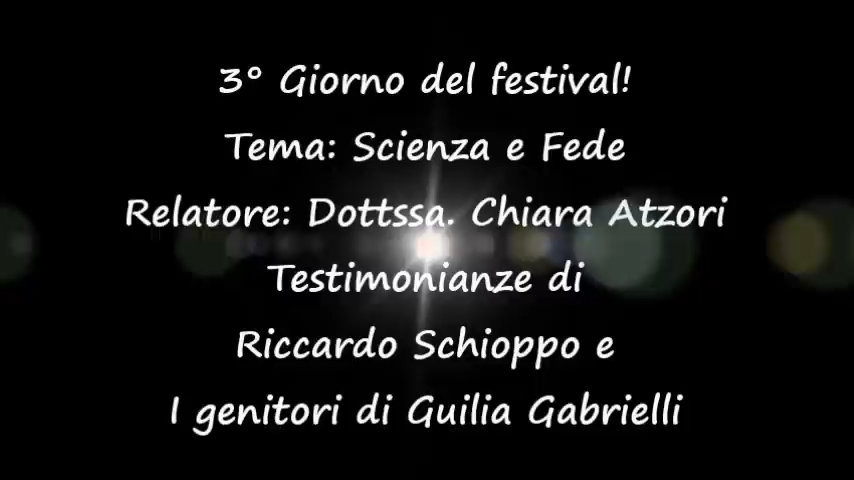 3° Giorno del festival!
Tema: Scienza e Fede
Relatore: Dottssa. Chiara Atzori
Testimonianze di
Riccardo Schioppo e
I genitori di Guilia Gabrielli